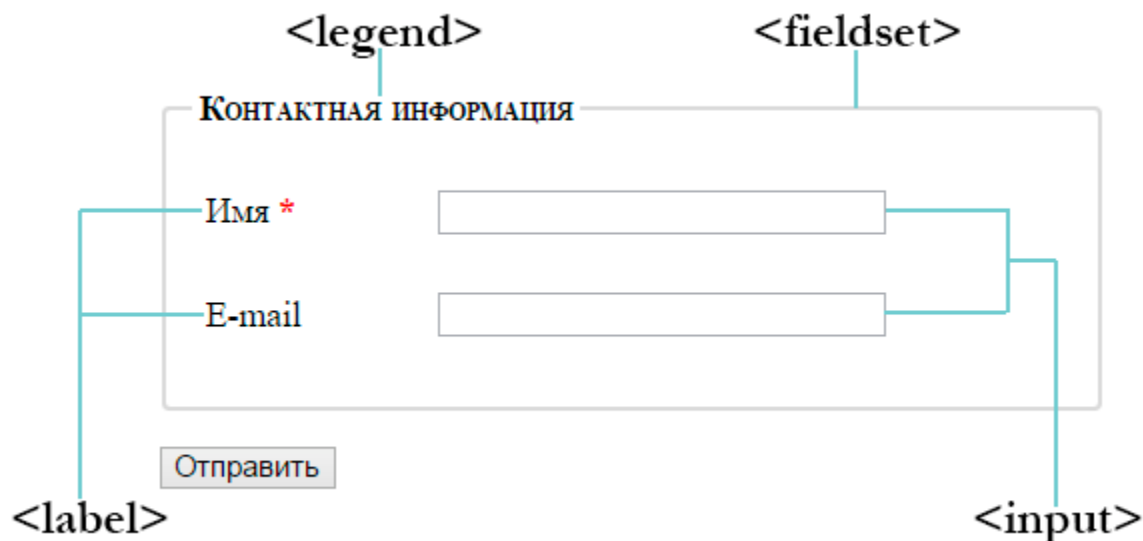 <legend> <fieldset>
Контактная информация
Имя *
E-mail
Отправить
<label> <input>